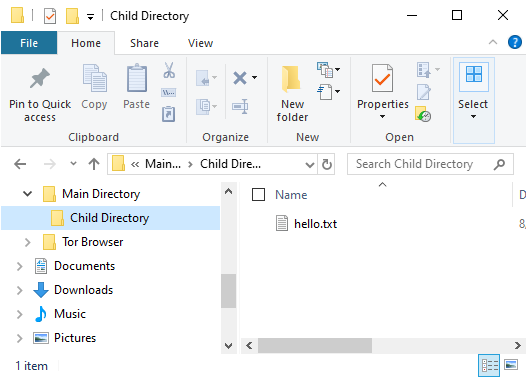 Child Directory
File Home Share View
Pin to Quick access
Copy
Paste
New folder
Properties
Select
Clipboard Organize New Open
« Main... > Child Dire...
Search Child Directory
Main Directory
Child Directory
Tor Browser
Documents
Downloads
Music
Pictures
Name D
hello.txt 8/
1 item